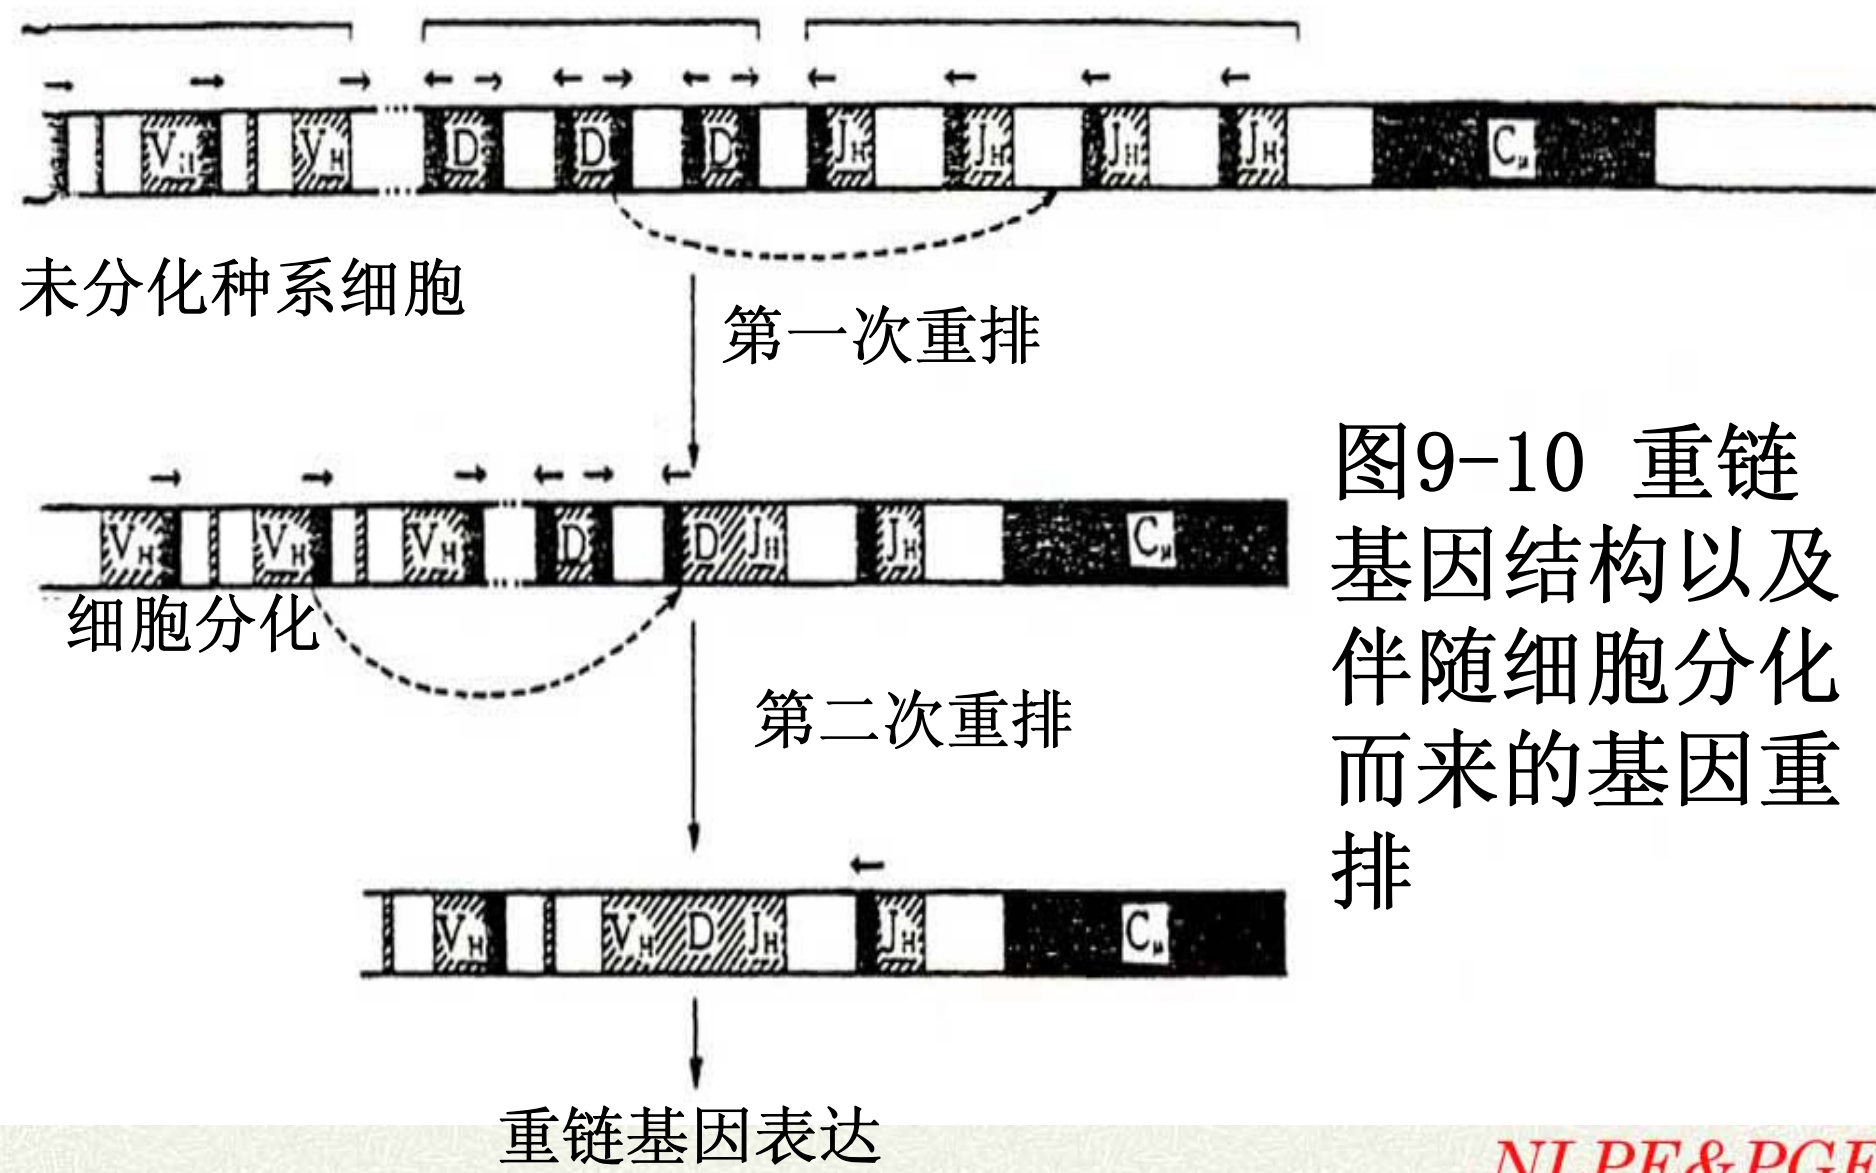 V_H V_H D D D J_H J_H J_H J_H C_μ
未分化种系细胞
第一次重排
V_H V_H V_H D D J_H J_H C_μ
细胞分化
第二次重排
图9-10 重链
基因结构以及
伴随细胞分化
而来的基因重
排
V_H V_H D J_H J_H C_μ
重链基因表达